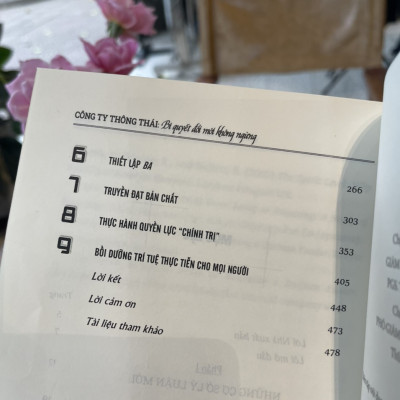 CÔNG TY THÔNG THÁI: Bí quyết đổi mới không ngừng
6 THIẾT LẬP BA 266
7 TRUYỀN ĐẠT BẢN CHẤT 303
8 THỰC HÀNH QUYỀN LỰC “CHÍNH TRỊ” 353
9 BỒI DƯỠNG TRÍ TUỆ THỰC TIỄN CHO MỌI NGƯỜI 405
Lời kết 448
Lời cảm ơn 473
Tài liệu tham khảo 478